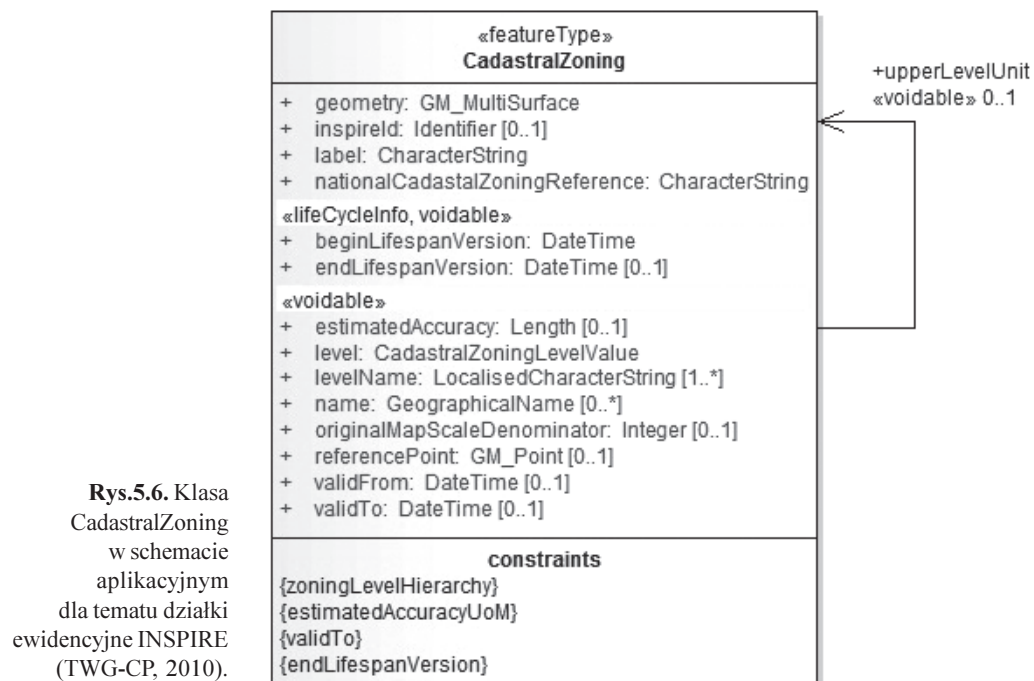 «featureType»
CadastralZoning
+ geometry: GM_MultiSurface
+ inspireId: Identifier [0..1]
+ label: CharacterString
+ nationalCadastalZoningReference: CharacterString
«lifeCycleInfo, voidable»
+ beginLifespanVersion: DateTime
+ endLifespanVersion: DateTime [0..1]
«voidable»
+ estimatedAccuracy: Length [0..1]
+ level: CadastralZoningLevelValue
+ levelName: LocalisedCharacterString [1..*]
+ name: GeographicalName [0..*]
+ originalMapScaleDenominator: Integer [0..1]
+ referencePoint: GM_Point [0..1]
+ validFrom: DateTime [0..1]
+ validTo: DateTime [0..1]
constraints
{zoningLevelHierarchy}
{estimatedAccuracyUoM}
{validTo}
{endLifespanVersion}
+upperLevelUnit
«voidable» 0..1
Rys.5.6. Klasa
CadastralZoning
w schemacie
aplikacyjnym
dla tematu działki
ewidencyjne INSPIRE
(TWG-CP, 2010).